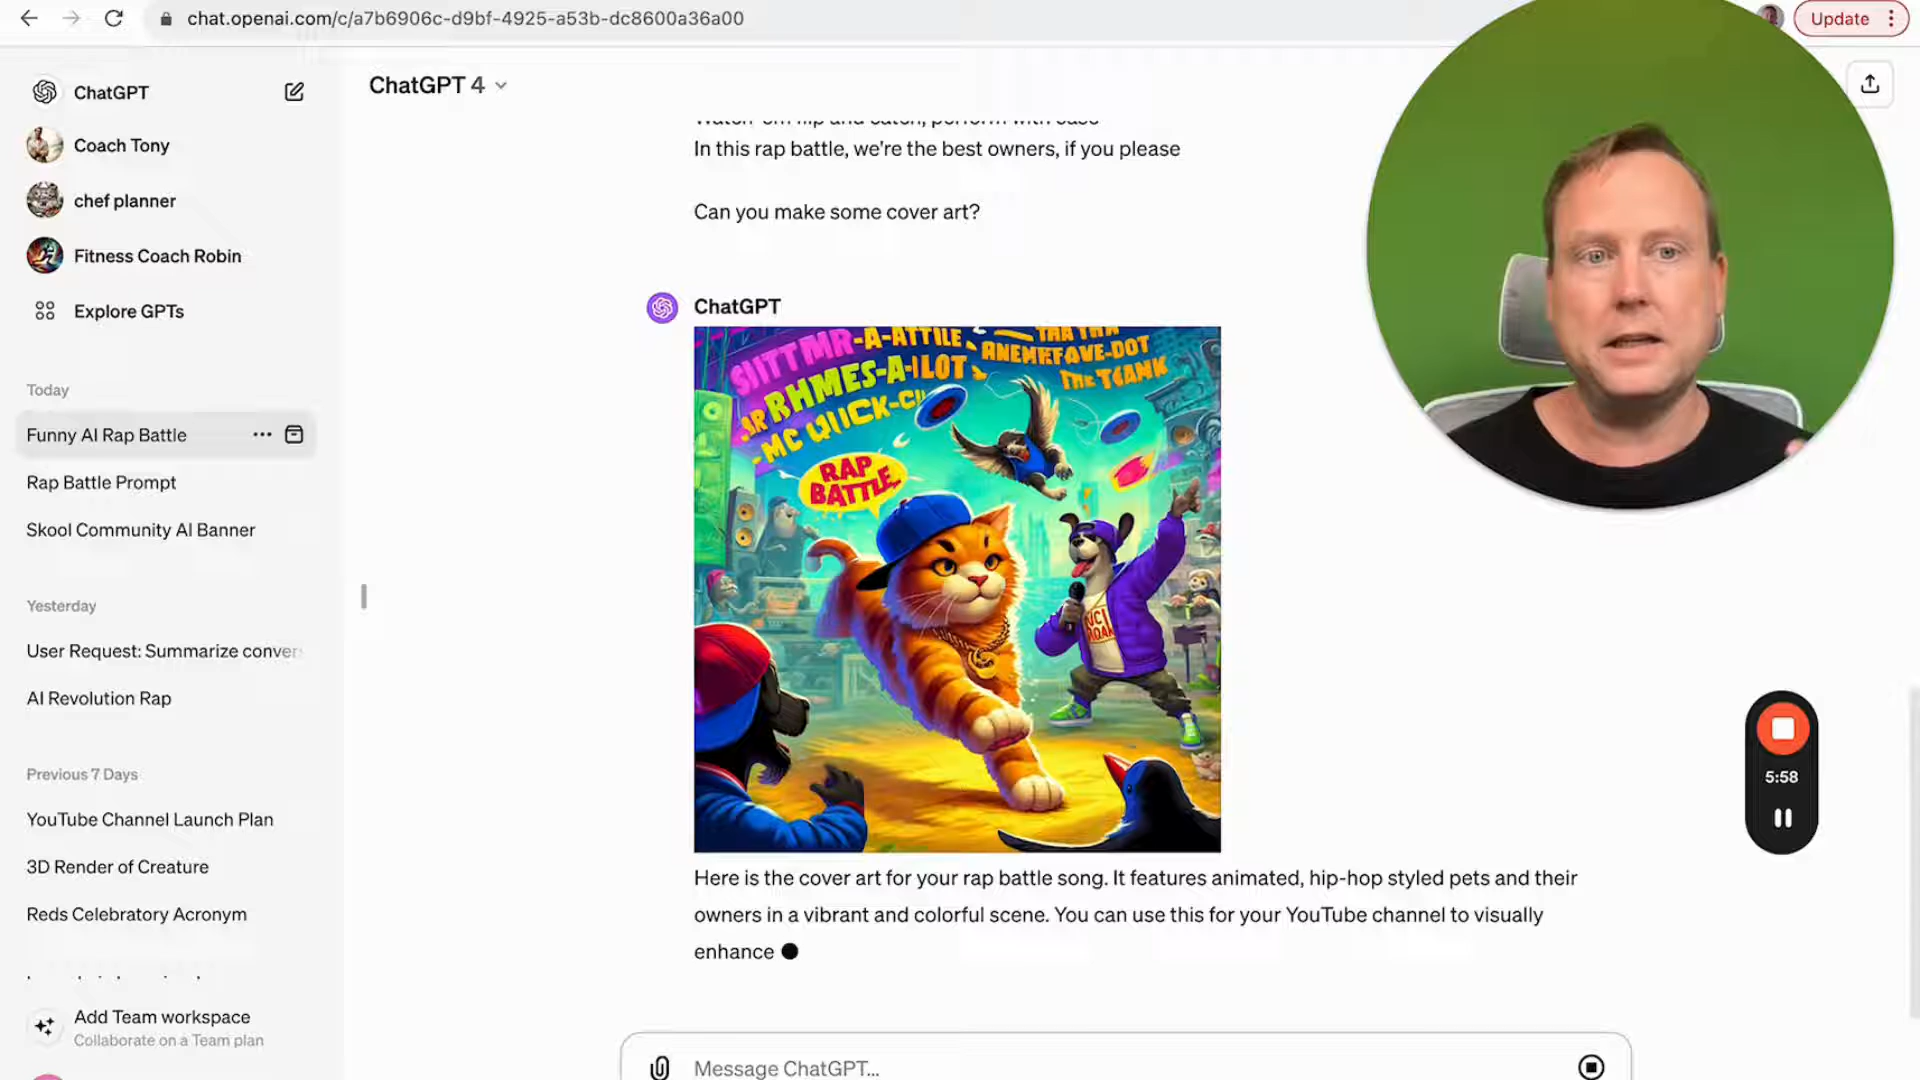 chat.openai.com/c/a7b6906c-d9bf-4925-a53b-dc8600a36a00
Update
ChatGPT
Coach Tony
chef planner
Fitness Coach Robin
Explore GPTs
Today
Funny AI Rap Battle
Rap Battle Prompt
Skool Community AI Banner
Yesterday
User Request: Summarize conver
AI Revolution Rap
Previous 7 Days
YouTube Channel Launch Plan
3D Render of Creature
Reds Celebratory Acronym
Add Team workspace
Collaborate on a Team plan
ChatGPT 4
In this rap battle, we're the best owners, if you please
Can you make some cover art?
ChatGPT
RAP
BATTLE
Here is the cover art for your rap battle song. It features animated, hip-hop styled pets and their
owners in a vibrant and colorful scene. You can use this for your YouTube channel to visually
enhance
Message ChatGPT...
5:58